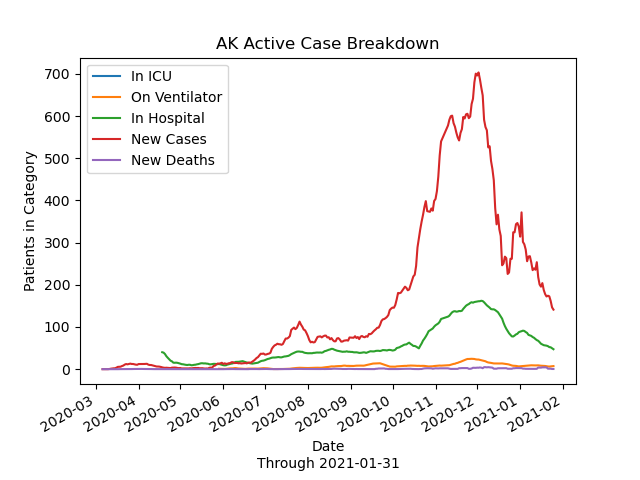 AK Active Case Breakdown
In ICU
On Ventilator
In Hospital
New Cases
New Deaths
Patients in Category
700
600
500
400
300
200
100
0
2020-03
2020-04
2020-05
2020-06
2020-07
2020-08
2020-09
2020-10
2020-11
2020-12
2021-01
2021-02
Date
Through 2021-01-31